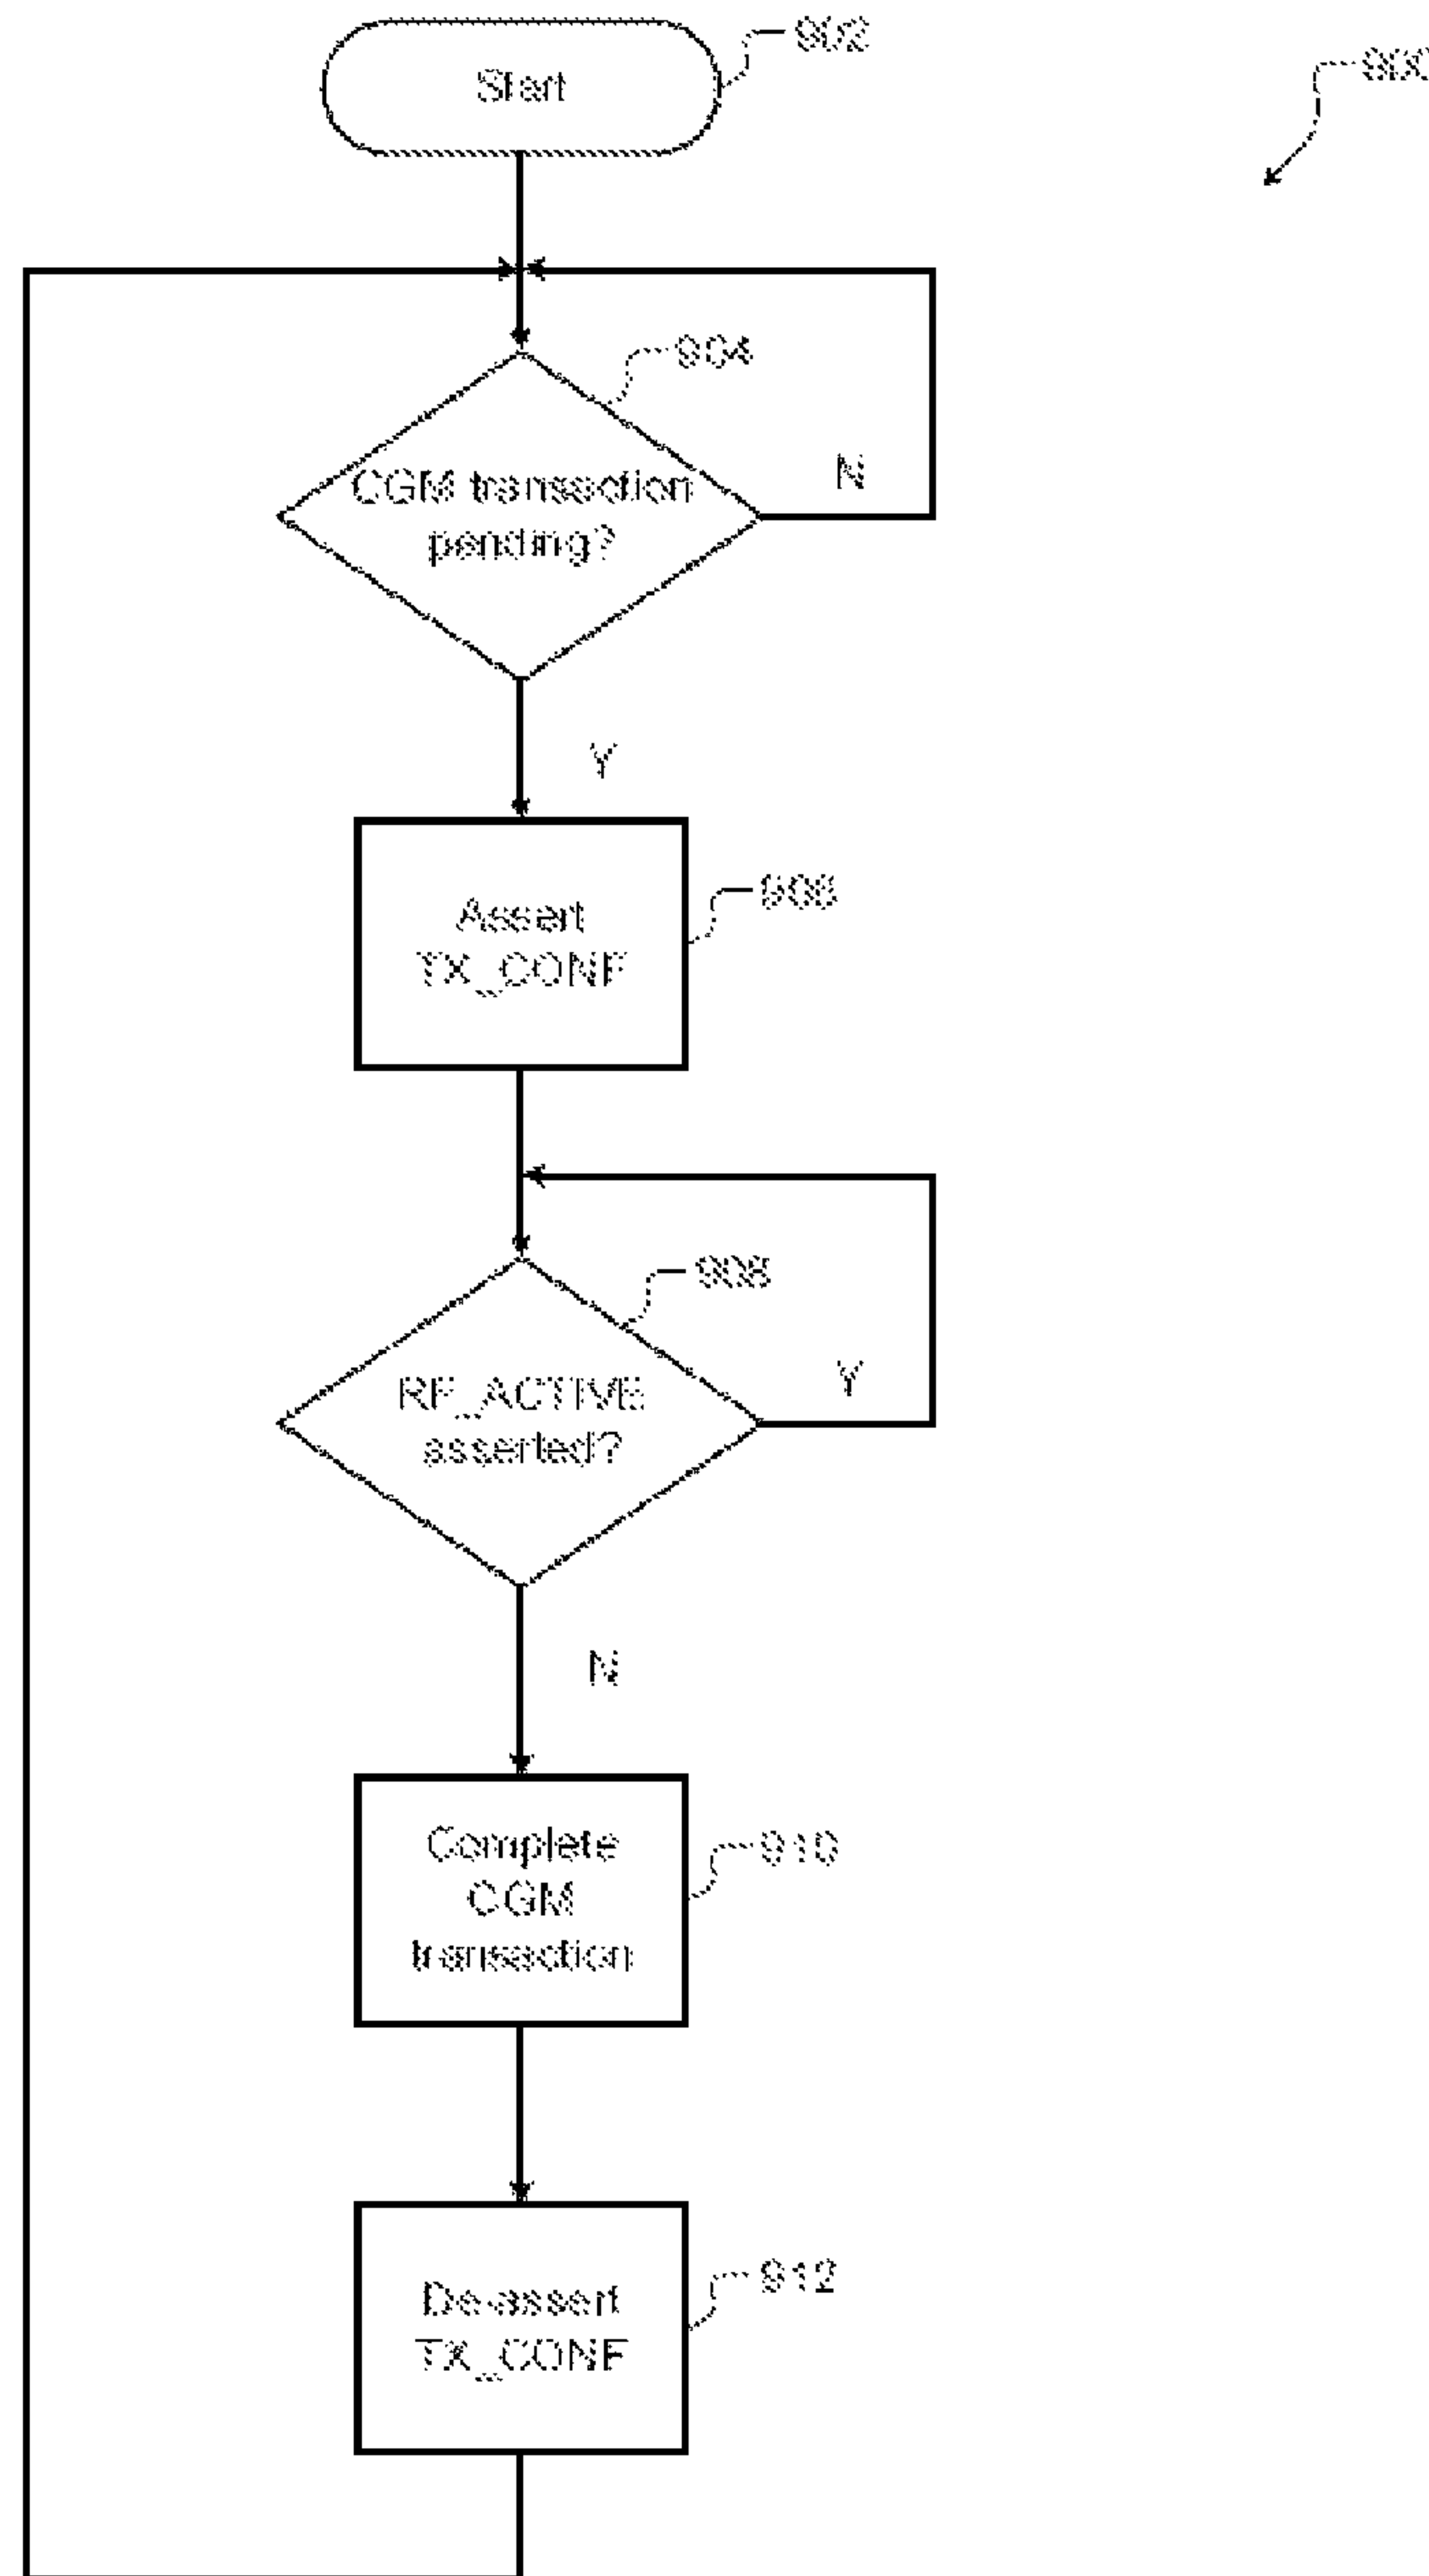 Start
902
900
904
CGM transaction
pending?
N
Y
Assert
TX_CONF
906
908
RF_ACTIVE
asserted?
Y
N
Complete
CGM
transaction
910
De-assert
TX_CONF
912